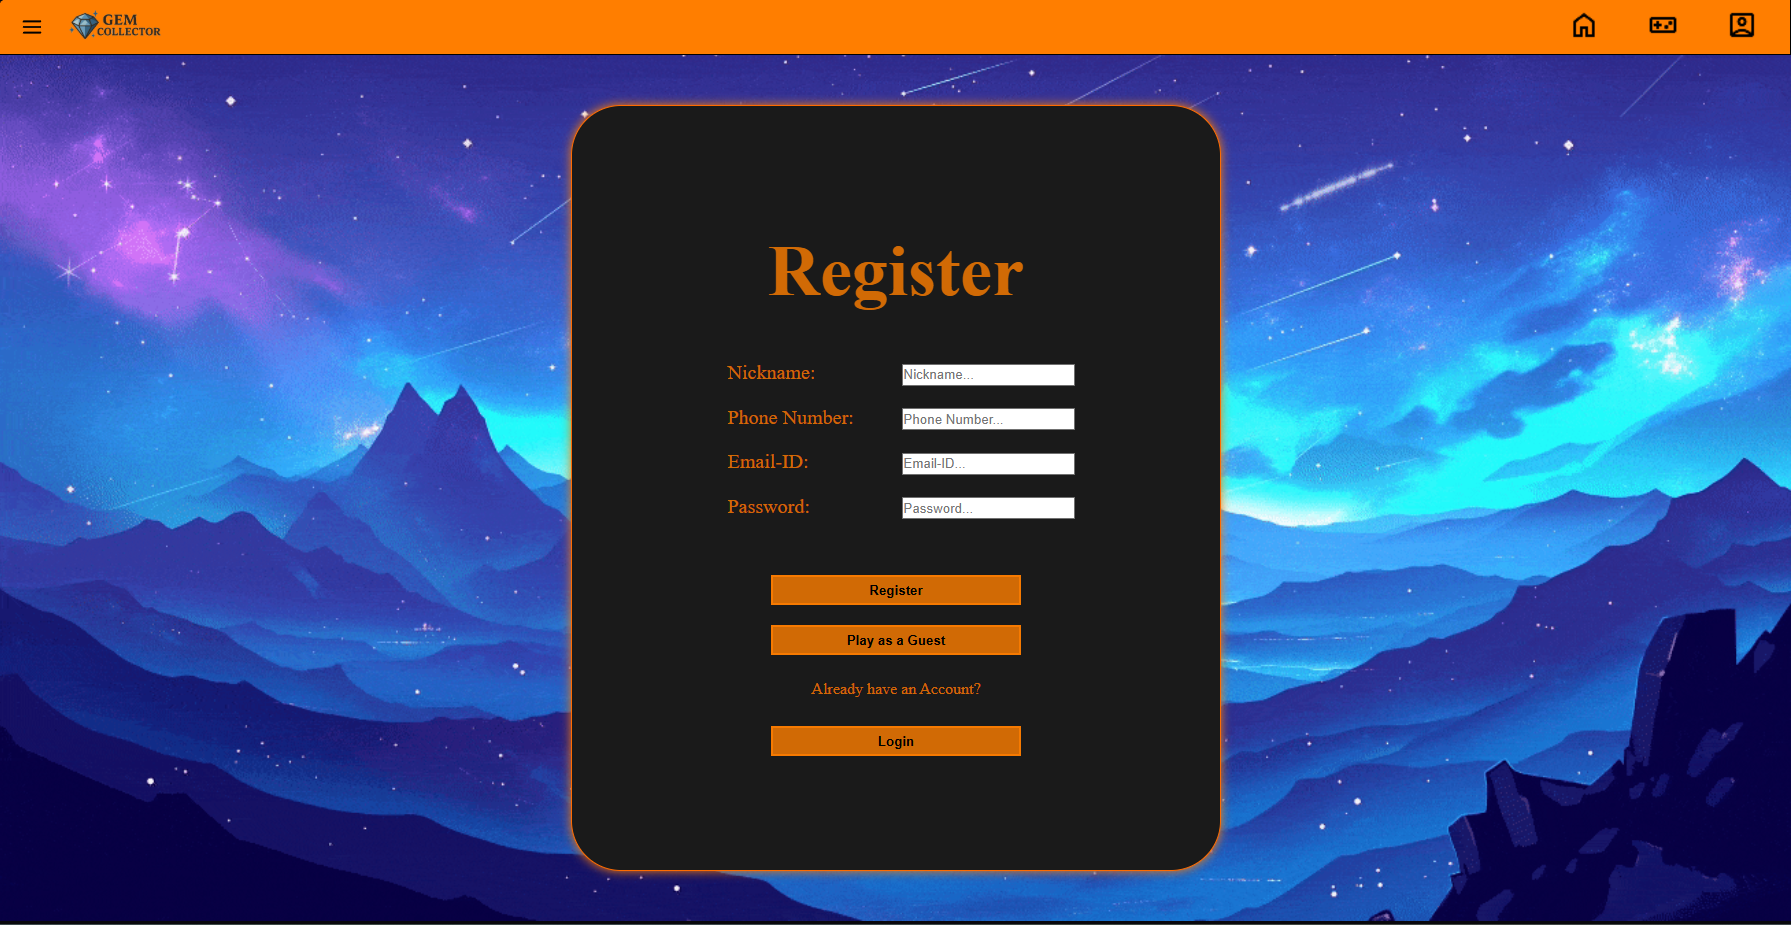 GEM
COLLECTOR
Register
Nickname: Nickname...
Phone Number: Phone Number...
Email-ID: Email-ID...
Password: Password...
Register
Play as a Guest
Already have an Account?
Login